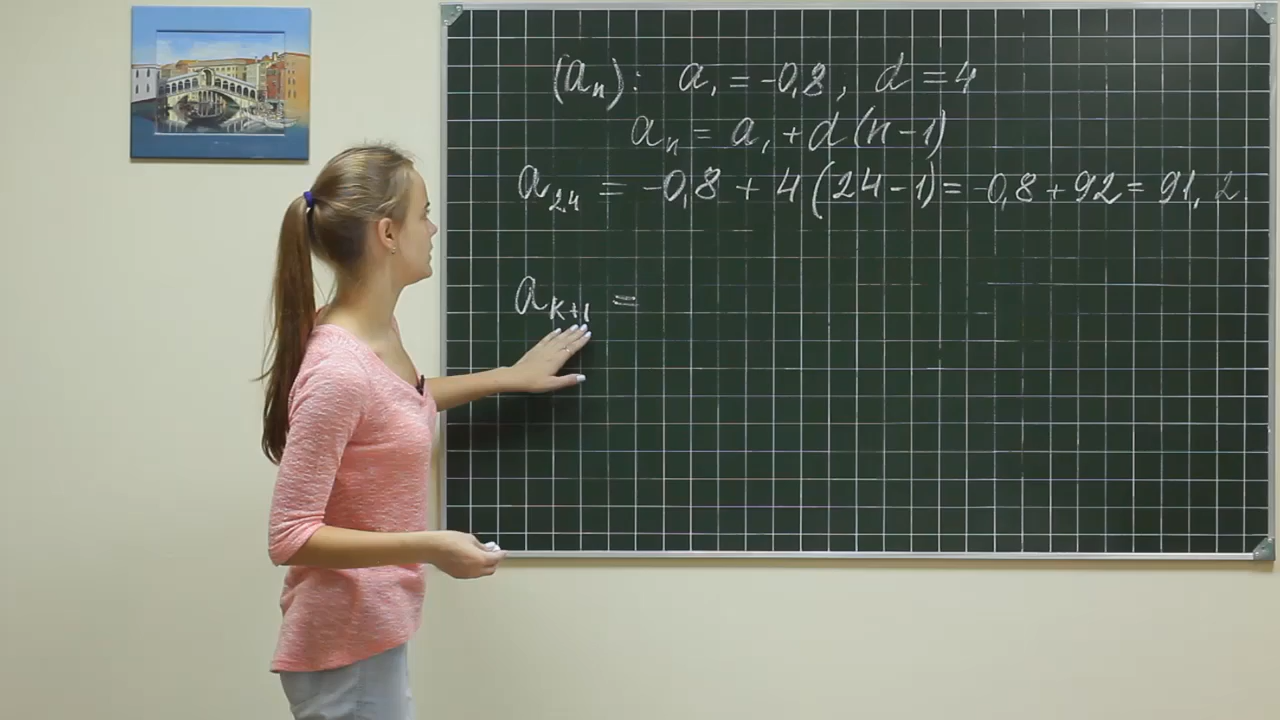 (aₙ): a₁ = -0,8, d = 4
aₙ = a₁ + d(n-1)
a₂₄ = -0,8 + 4(24-1) = -0,8 + 92 = 91,2.
aₖ₊₁ =